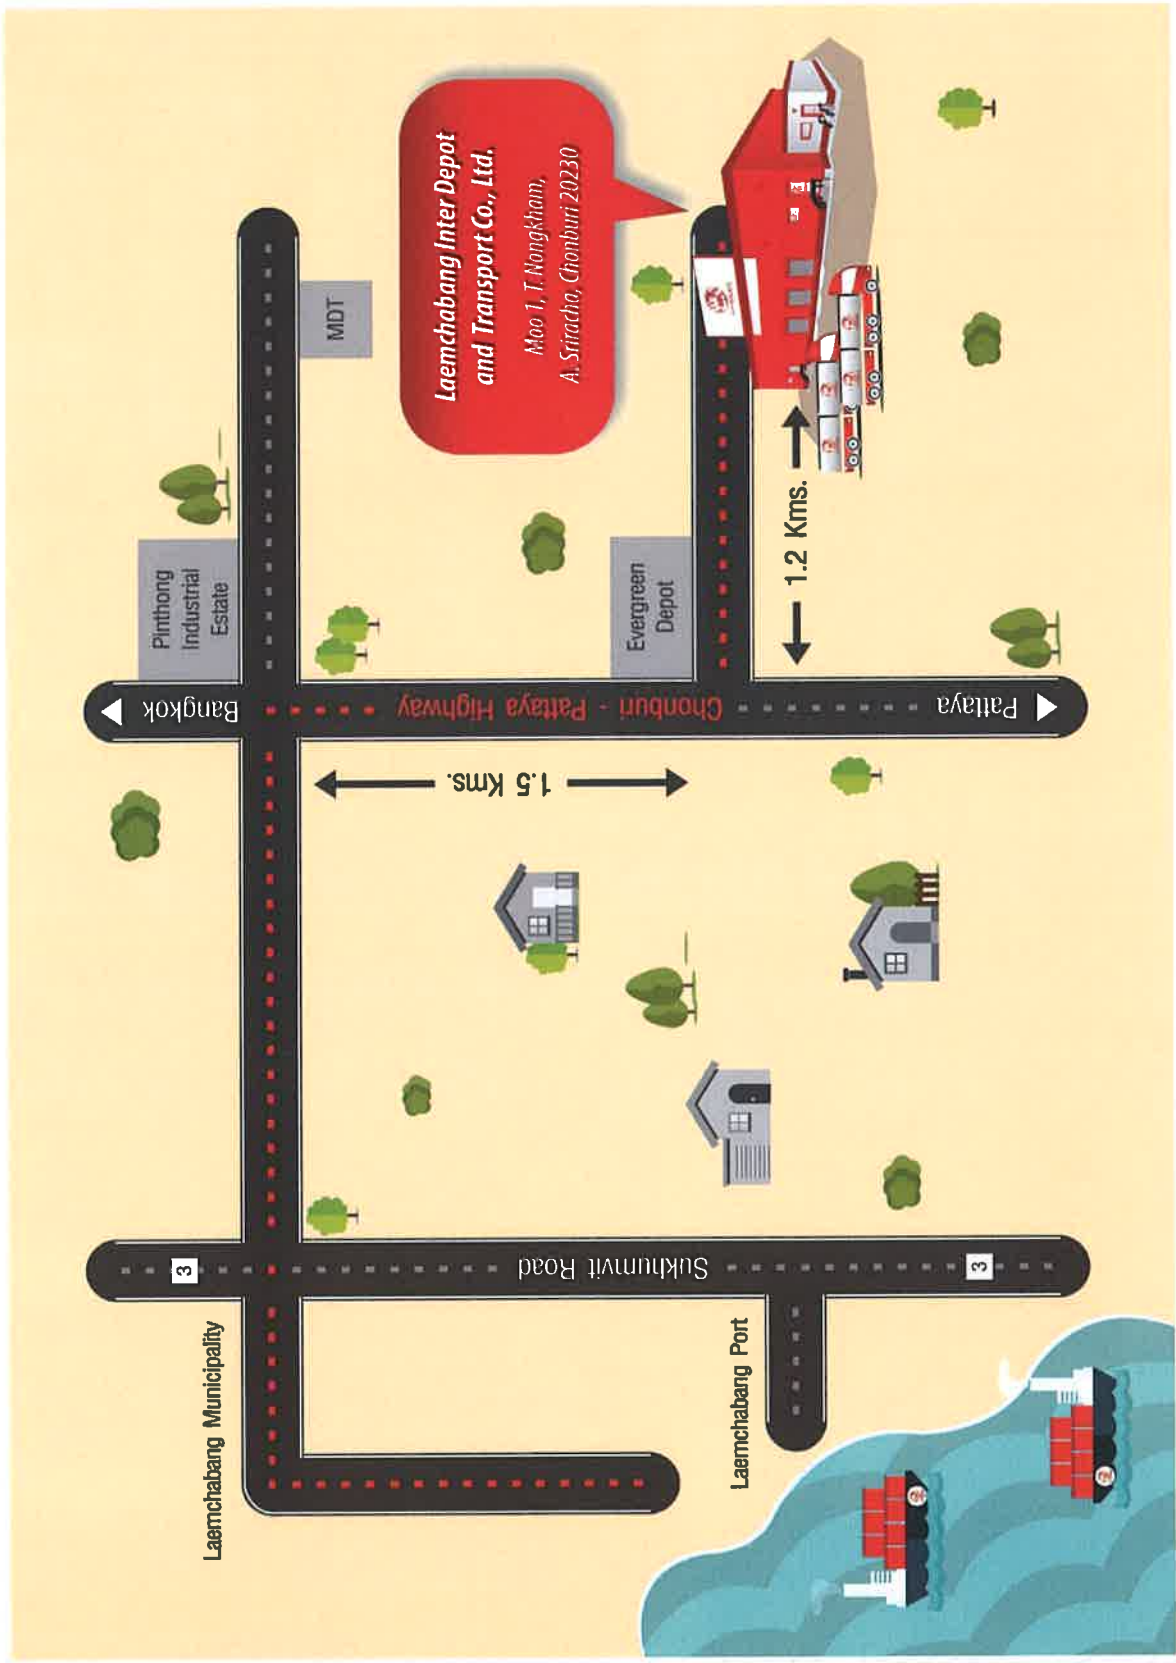 Laemchabang Inter Depot
and Transport Co., Ltd.
Moo 1, T. Nongkham,
A. Sriracha, Chonburi 20230
MDT
Pinthong
Industrial
Estate
Evergreen
Depot
1.2 Kms.
Bangkok
Chonburi - Pattaya Highway
Pattaya
1.5 Kms.
3
Sukhumvit Road
3
Laemchabang Municipality
Laemchabang Port